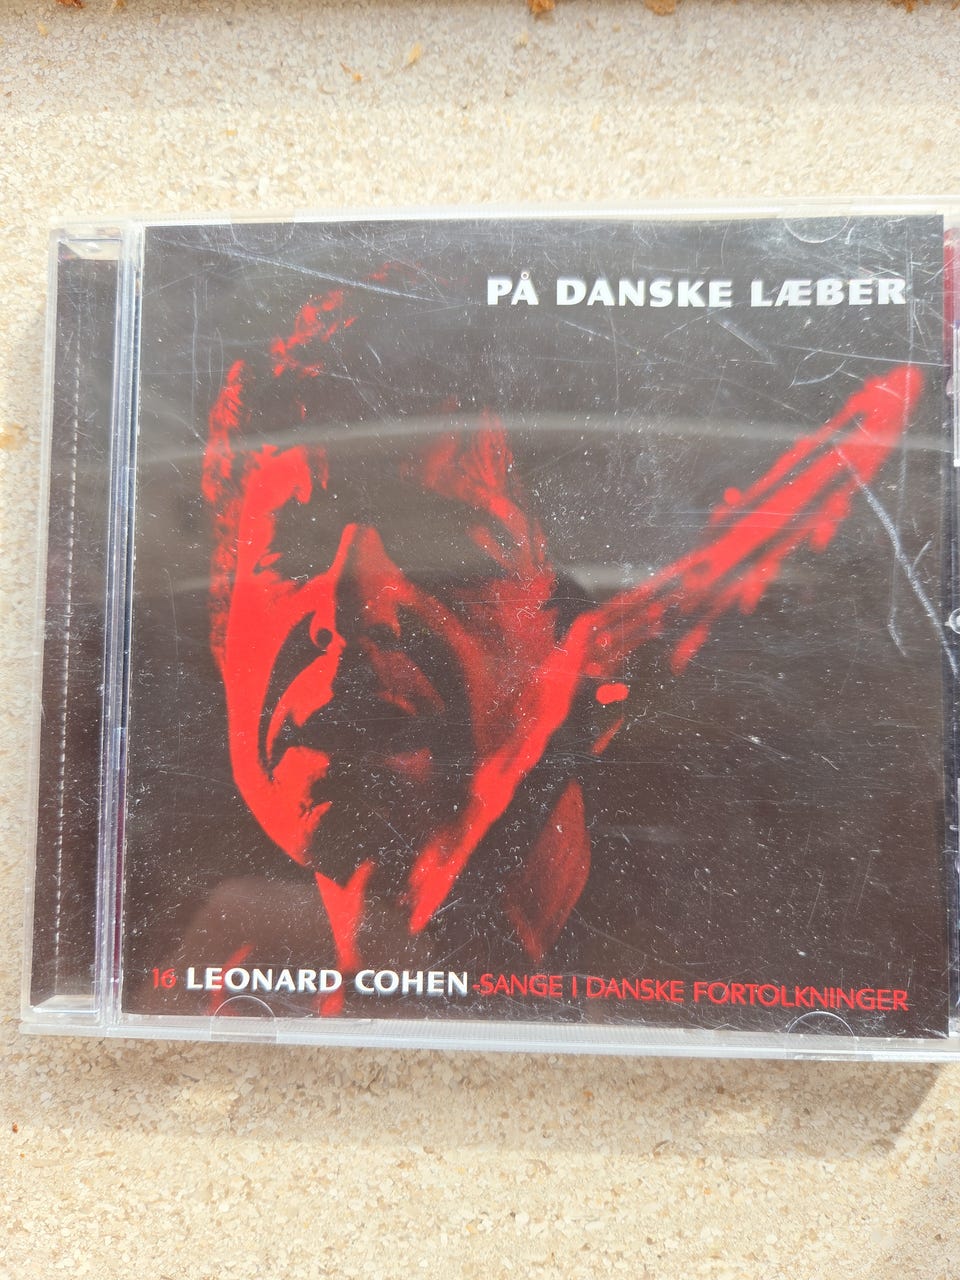 PÅ DANSKE LÆBER
16 LEONARD COHEN-SANGE I DANSKE FORTOLKNINGER